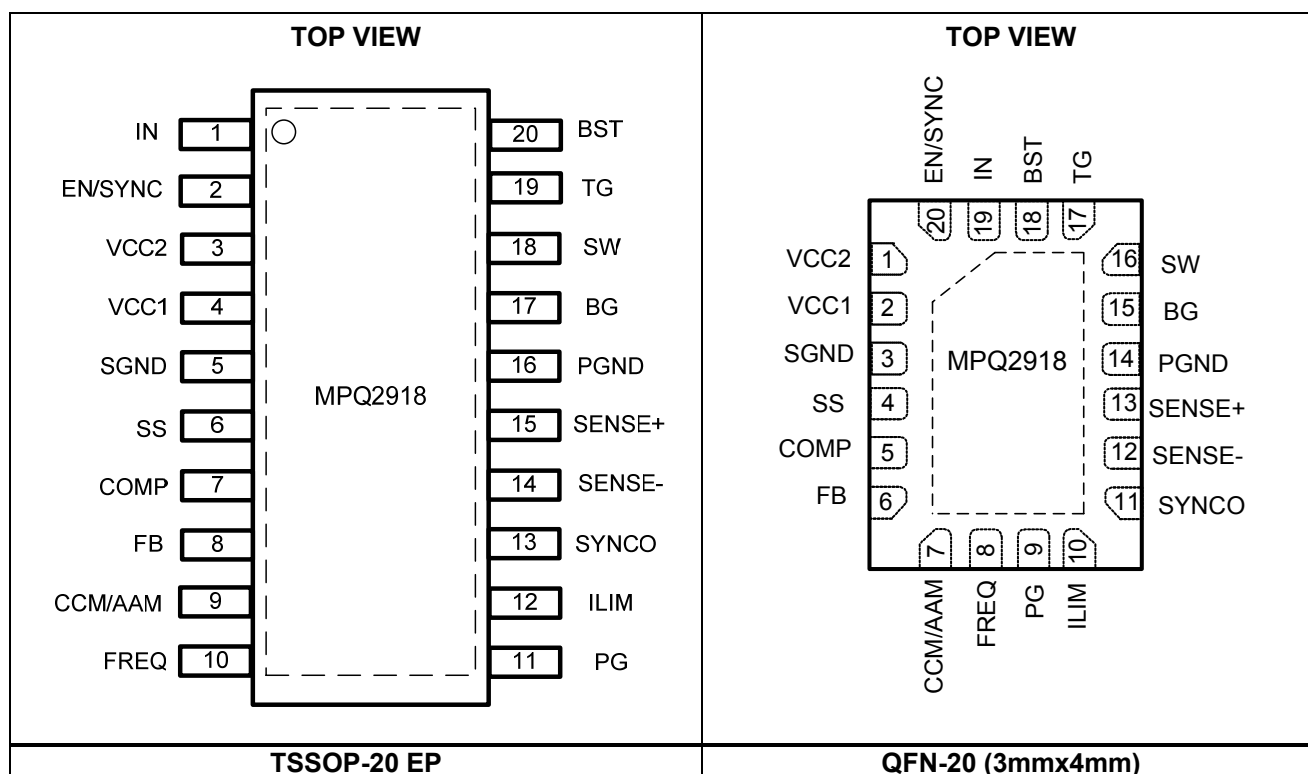 TOP VIEW
IN 1
EN/SYNC 2
VCC2 3
VCC1 4
SGND 5
SS 6
COMP 7
FB 8
CCM/AAM 9
FREQ 10
MPQ2918
20 BST
19 TG
18 SW
17 BG
16 PGND
15 SENSE+
14 SENSE-
13 SYNCO
12 ILIM
11 PG
TSSOP-20 EP
TOP VIEW
EN/SYNC IN BST TG
20 19 18 17
VCC2 1
VCC1 2
SGND 3
SS 4
COMP 5
FB 6
MPQ2918
16 SW
15 BG
14 PGND
13 SENSE+
12 SENSE-
11 SYNCO
7 8 9 10
CCM/AAM FREQ PG ILIM
QFN-20 (3mmx4mm)